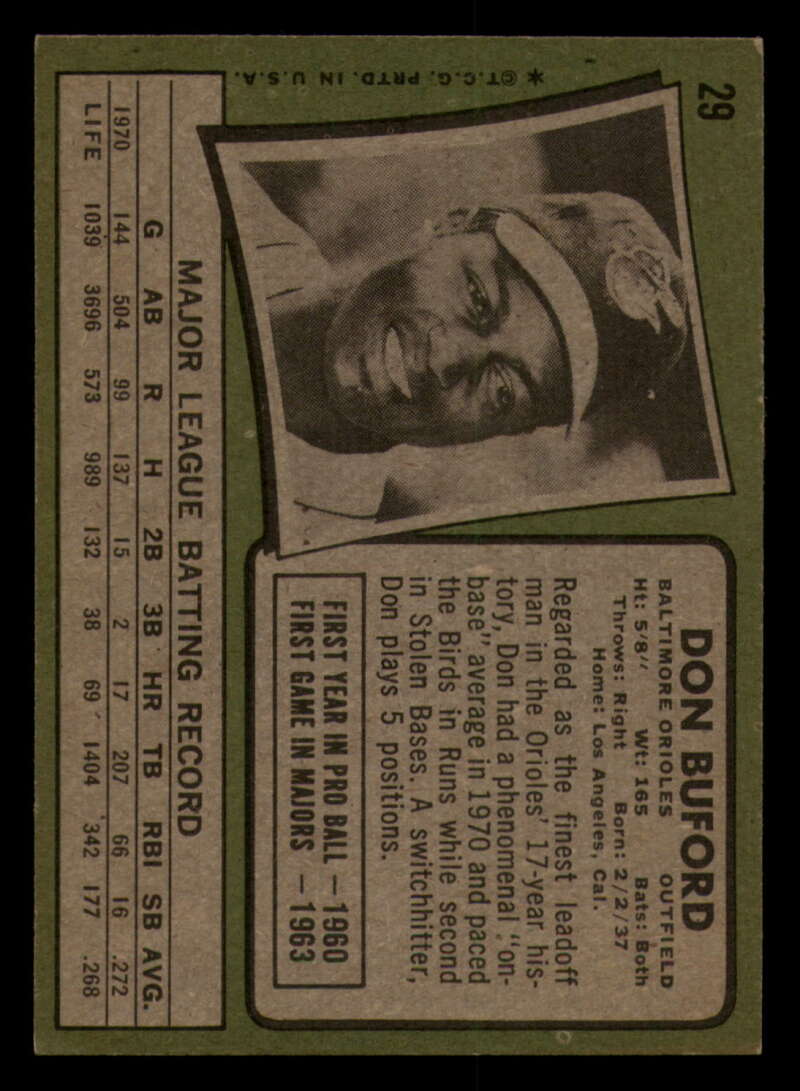 29
✶ ©T.C.G. PRTD. IN U.S.A.
DON BUFORD
BALTIMORE ORIOLES OUTFIELD
Ht: 5'8" Wt: 165 Bats: Both
Throws: Right Born: 2/2/37
Home: Los Angeles, Cal.
Regarded as the finest leadoff
man in the Orioles' 17-year his-
tory, Don had a phenomenal "on-
base" average in 1970 and paced
the Birds in Runs while second
in Stolen Bases. A switchhitter,
Don plays 5 positions.
FIRST YEAR IN PRO BALL — 1960
FIRST GAME IN MAJORS — 1963
MAJOR LEAGUE BATTING RECORD
G AB R H 2B 3B HR TB RBI SB AVG.
1970 144 504 99 137 15 2 17 207 66 16 .272
LIFE 1039 3696 573 989 132 38 69 1404 342 177 .268